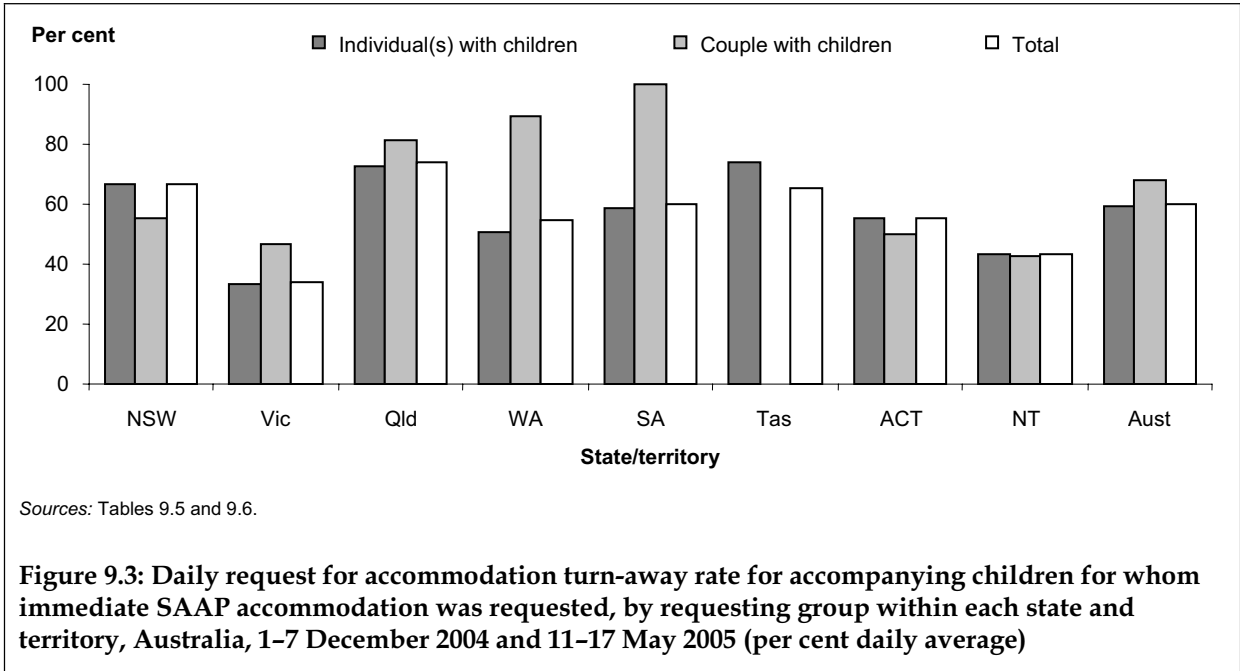 Per cent
Individual(s) with children Couple with children Total
100
80
60
40
20
0
NSW Vic Qld WA SA Tas ACT NT Aust
State/territory
Sources: Tables 9.5 and 9.6.
Figure 9.3: Daily request for accommodation turn-away rate for accompanying children for whom
immediate SAAP accommodation was requested, by requesting group within each state and
territory, Australia, 1–7 December 2004 and 11–17 May 2005 (per cent daily average)